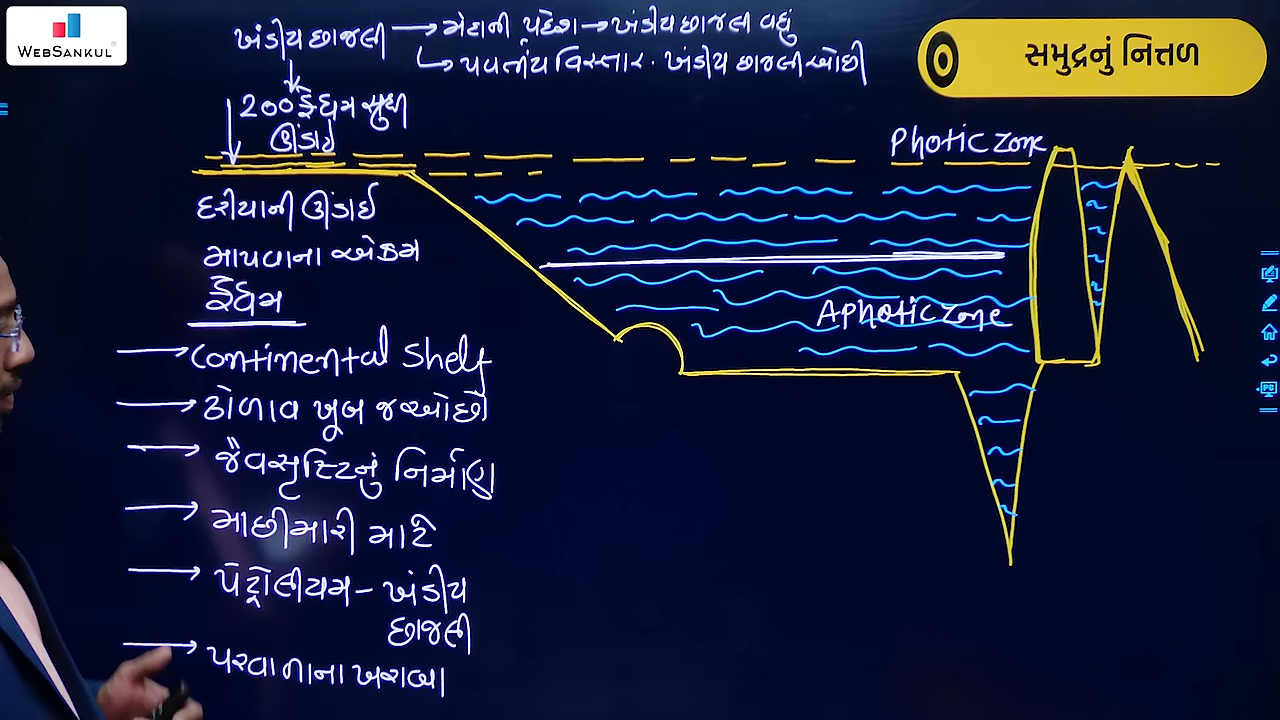 WEBSANKUL
સમુદ્રનું નિત્તળ
ખંડીય છાજલી → મેદાની પ્રદેશ → ખંડીય છાજલી વધુ
↳ પર્વતીય વિસ્તાર · ખંડીય છાજલી ઓછી
200 ફેધમ સુધી
ઊંડાઈ
Photic zone
દરીયાની ઊંડાઈ
માપવાના એકમ
ફેધમ
Aphotic zone
→ Continental Shelf
→ ઢોળાવ ખૂબ જ ઓછો
→ જૈવસૃષ્ટિનું નિર્માણ
→ માછીમારી માટે
→ પેટ્રોલીયમ - ખંડીય
છાજલી
→ પરવાળાના ખરાબા